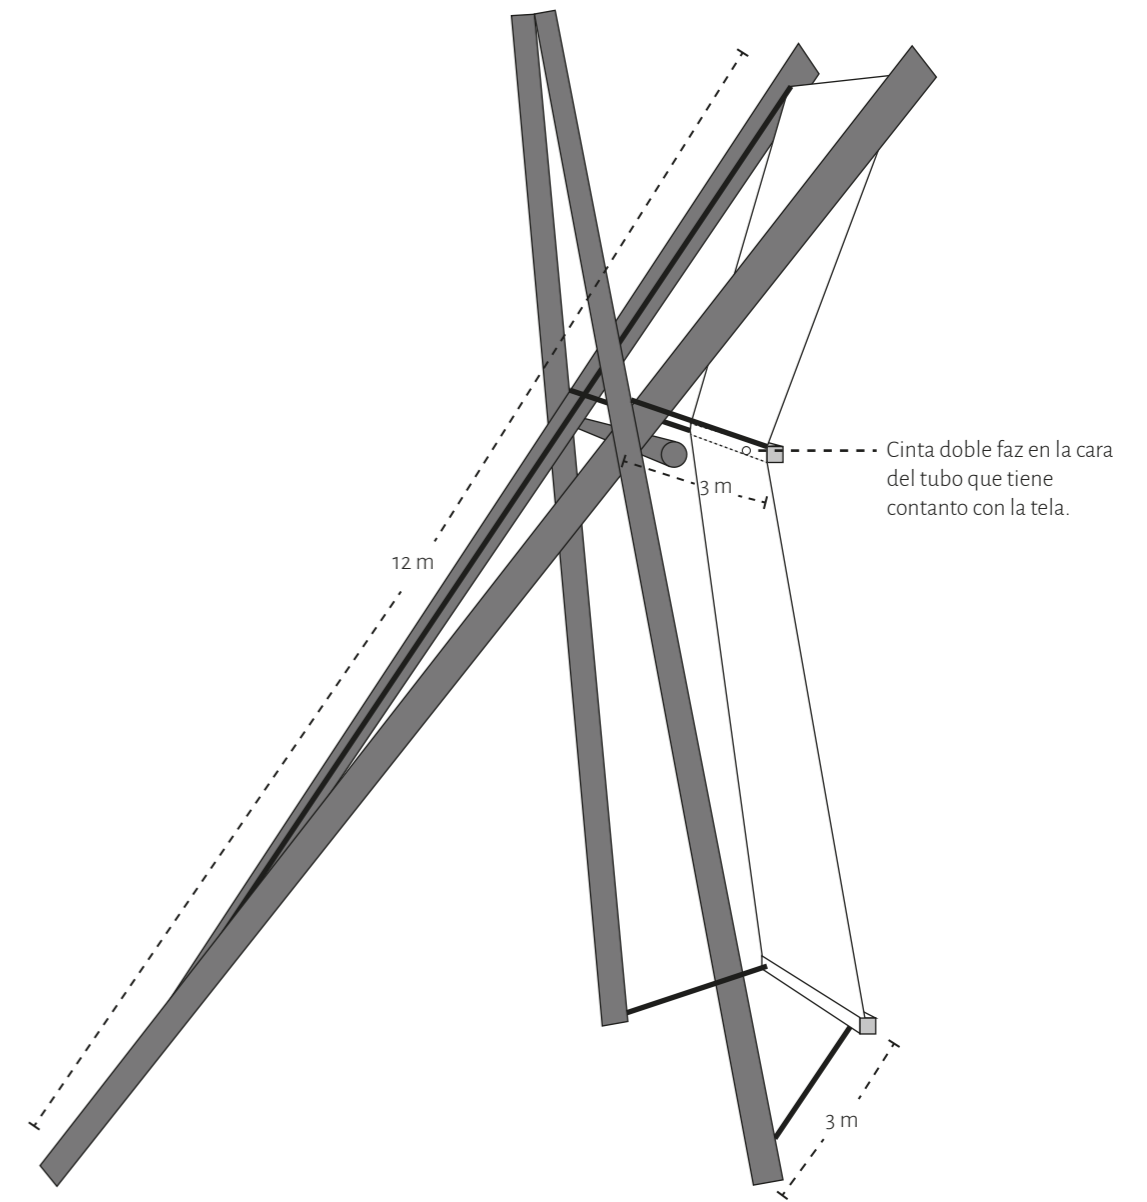 Cinta doble faz en la cara
del tubo que tiene
contanto con la tela.
3 m
12 m
3 m